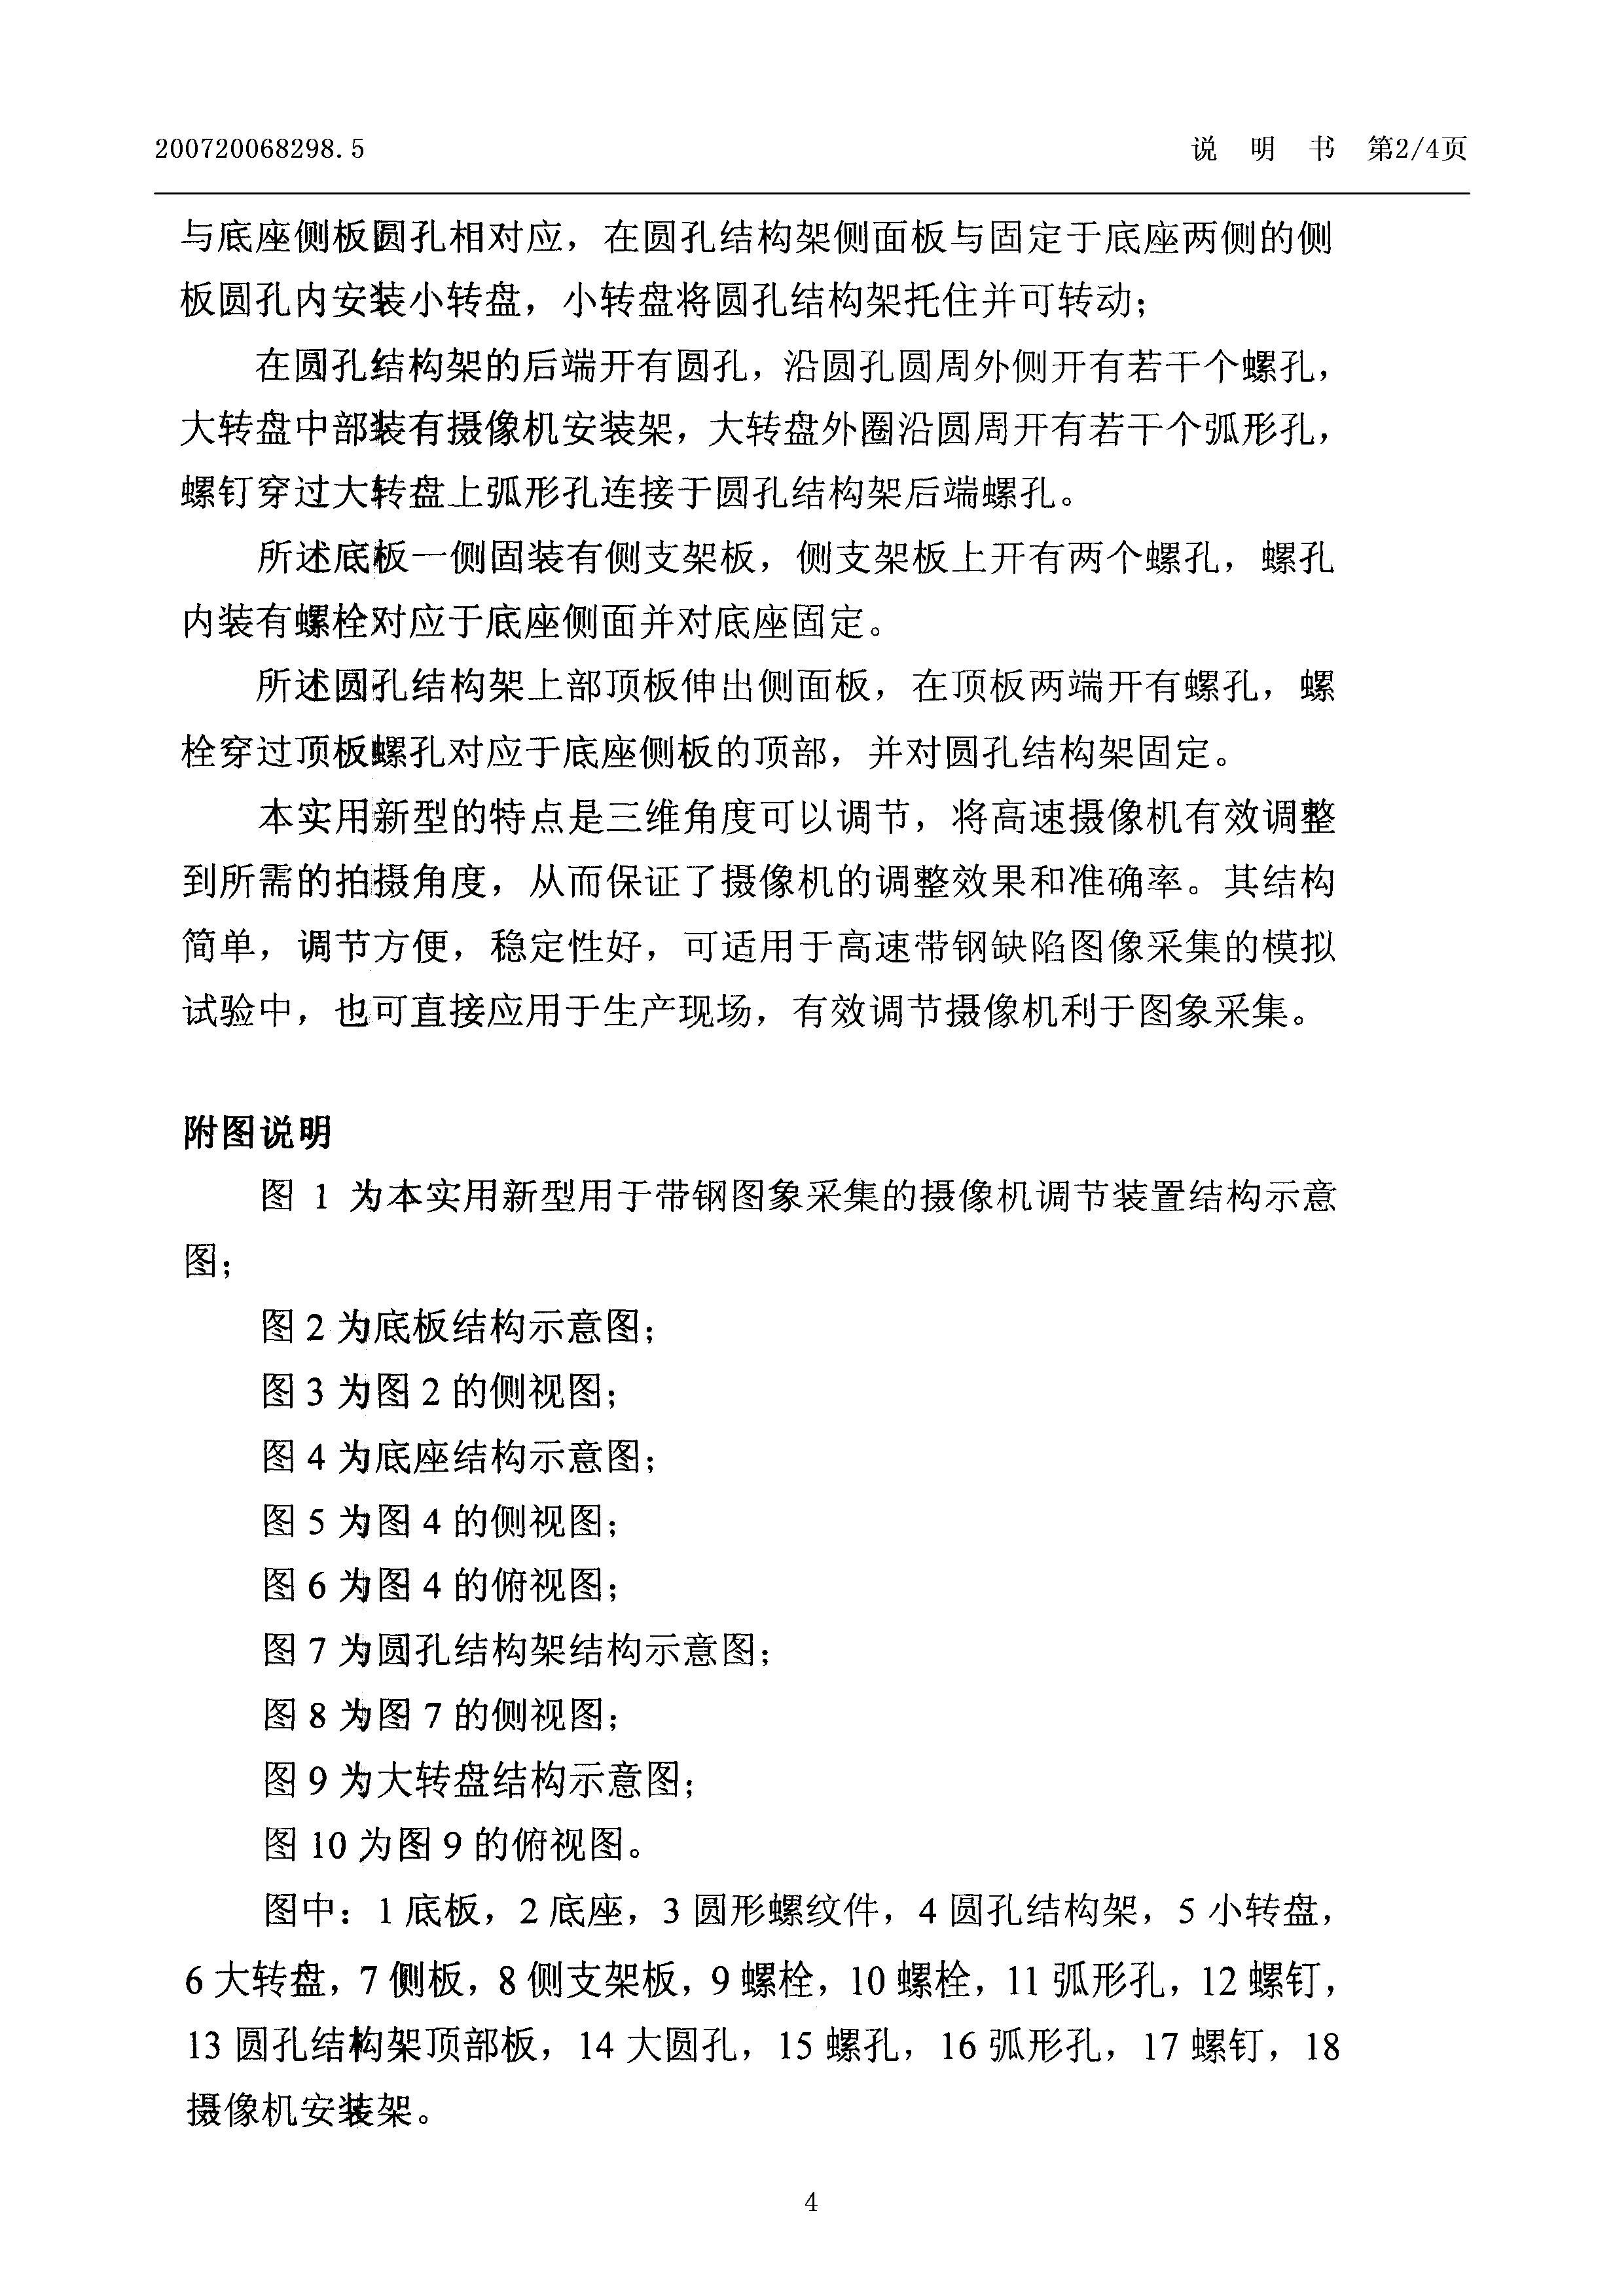 200720068298.5 说 明 书 第2/4页
与底座侧板圆孔相对应，在圆孔结构架侧面板与固定于底座两侧的侧
板圆孔内安装小转盘，小转盘将圆孔结构架托住并可转动；
在圆孔结构架的后端开有圆孔，沿圆孔圆周外侧开有若干个螺孔，
大转盘中部装有摄像机安装架，大转盘外圈沿圆周开有若干个弧形孔，
螺钉穿过大转盘上弧形孔连接于圆孔结构架后端螺孔。
所述底板一侧固装有侧支架板，侧支架板上开有两个螺孔，螺孔
内装有螺栓对应于底座侧面并对底座固定。
所述圆孔结构架上部顶板伸出侧面板，在顶板两端开有螺孔，螺
栓穿过顶板螺孔对应于底座侧板的顶部，并对圆孔结构架固定。
本实用新型的特点是三维角度可以调节，将高速摄像机有效调整
到所需的拍摄角度，从而保证了摄像机的调整效果和准确率。其结构
简单，调节方便，稳定性好，可适用于高速带钢缺陷图像采集的模拟
试验中，也可直接应用于生产现场，有效调节摄像机利于图象采集。
附图说明
图 1 为本实用新型用于带钢图象采集的摄像机调节装置结构示意
图；
图 2 为底板结构示意图；
图 3 为图 2 的侧视图；
图 4 为底座结构示意图；
图 5 为图 4 的侧视图；
图 6 为图 4 的俯视图；
图 7 为圆孔结构架结构示意图；
图 8 为图 7 的侧视图；
图 9 为大转盘结构示意图；
图 10 为图 9 的俯视图。
图中：1 底板，2 底座，3 圆形螺纹件，4 圆孔结构架，5 小转盘，
6 大转盘，7 侧板，8 侧支架板，9 螺栓，10 螺栓，11 弧形孔，12 螺钉，
13 圆孔结构架顶部板，14 大圆孔，15 螺孔，16 弧形孔，17 螺钉，18
摄像机安装架。
4